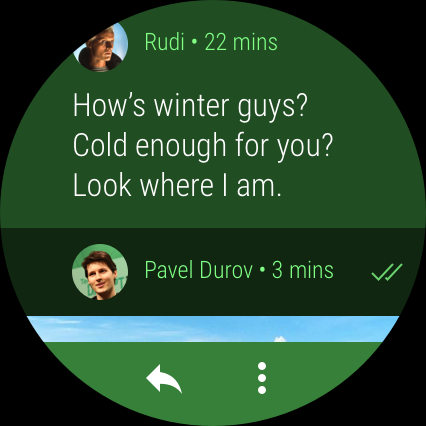 Rudi • 22 mins
How's winter guys?
Cold enough for you?
Look where I am.
Pavel Durov • 3 mins